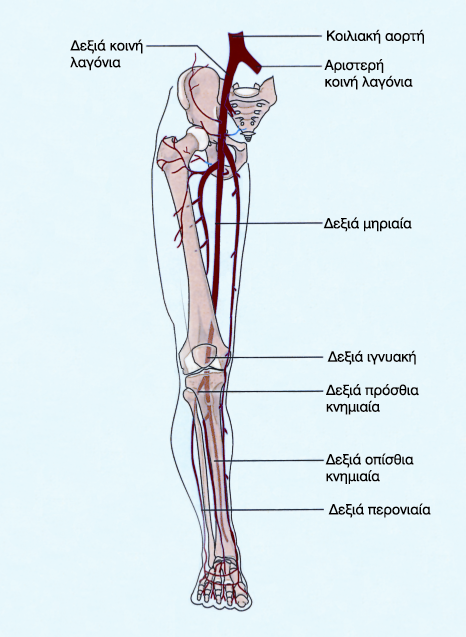 Δεξιά κοινή
λαγόνια
Κοιλιακή αορτή
Αριστερή
κοινή λαγόνια
Δεξιά μηριαία
Δεξιά ιγνυακή
Δεξιά πρόσθια
κνημιαία
Δεξιά οπίσθια
κνημιαία
Δεξιά περονιαία